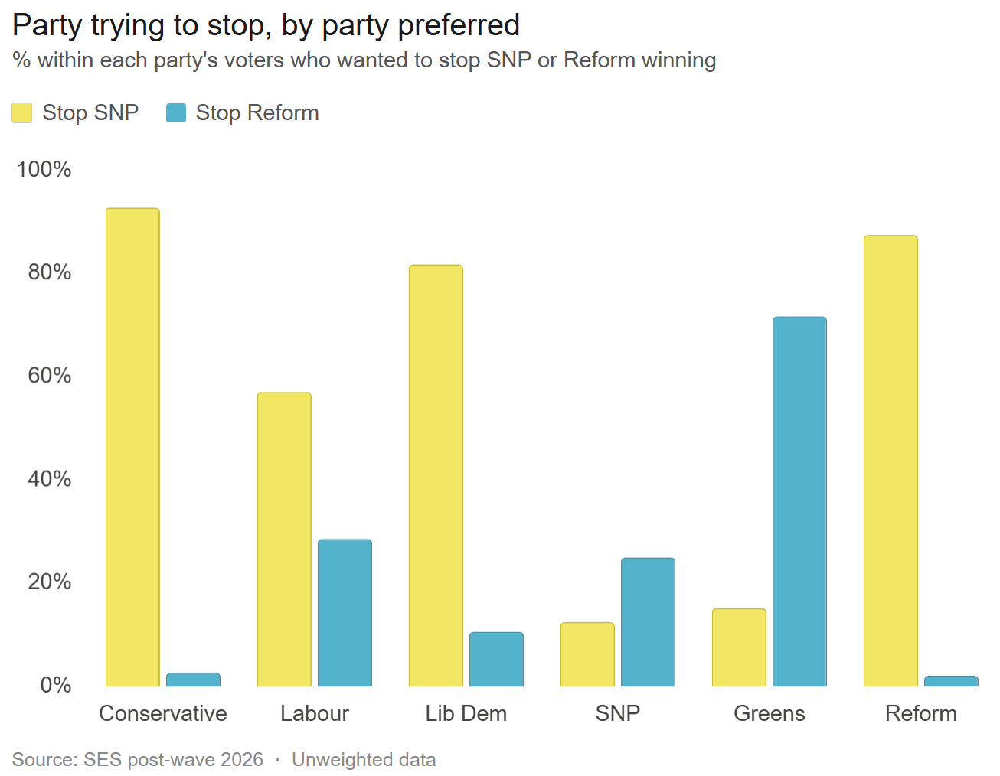 Party trying to stop, by party preferred
% within each party's voters who wanted to stop SNP or Reform winning
Stop SNP Stop Reform
100%
80%
60%
40%
20%
0%
Conservative Labour Lib Dem SNP Greens Reform
Source: SES post-wave 2026 · Unweighted data